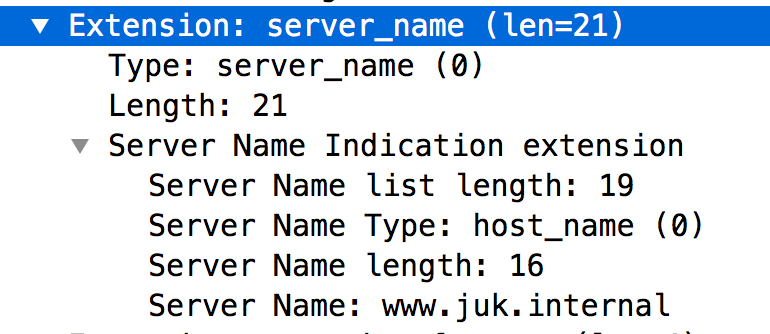 Extension: server_name (len=21)
Type: server_name (0)
Length: 21
Server Name Indication extension
Server Name list length: 19
Server Name Type: host_name (0)
Server Name length: 16
Server Name: www.juk.internal